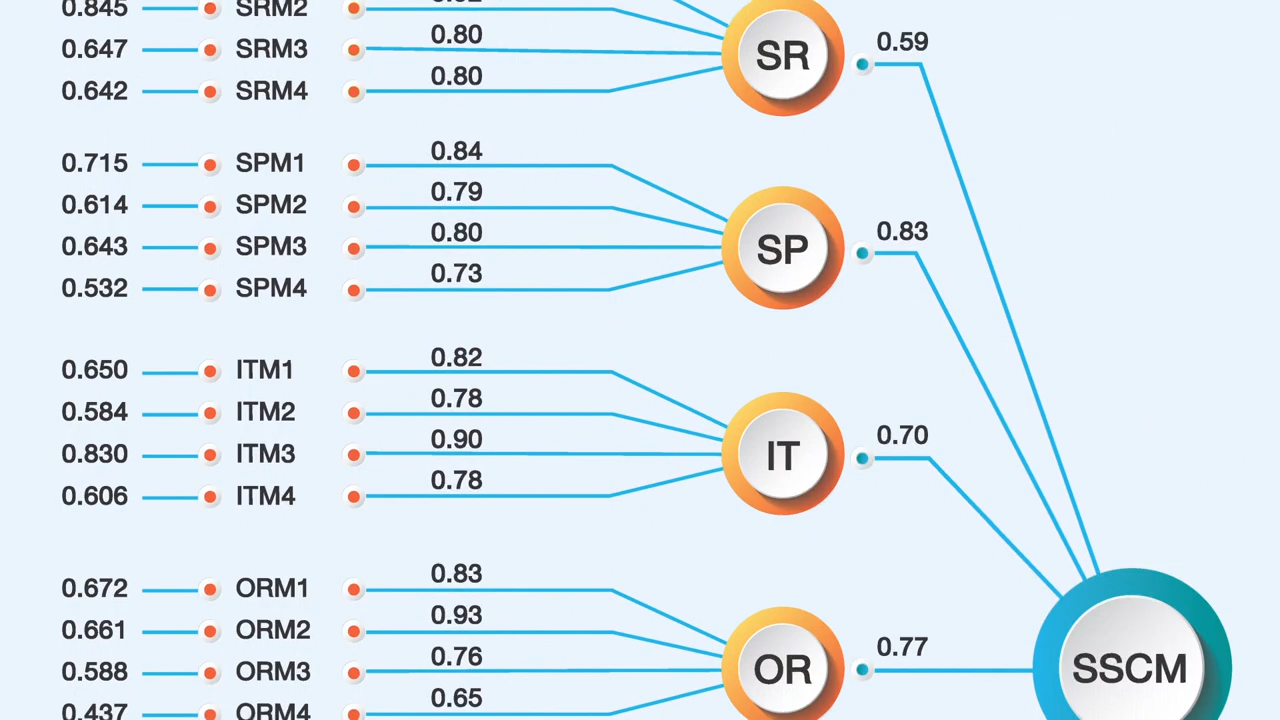 0.845 SRM2
0.647 SRM3 0.80
0.642 SRM4 0.80
SR 0.59
0.715 SPM1 0.84
0.614 SPM2 0.79
0.643 SPM3 0.80
0.532 SPM4 0.73
SP 0.83
0.650 ITM1 0.82
0.584 ITM2 0.78
0.830 ITM3 0.90
0.606 ITM4 0.78
IT 0.70
0.672 ORM1 0.83
0.661 ORM2 0.93
0.588 ORM3 0.76
0.437 ORM4 0.65
OR 0.77
SSCM